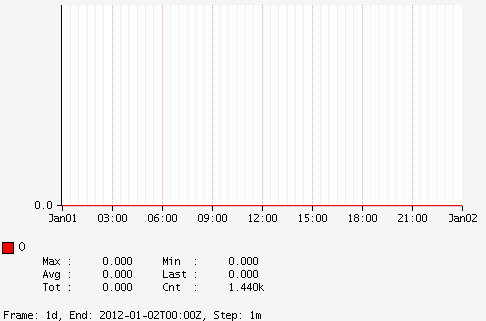 0.0
Jan01 03:00 06:00 09:00 12:00 15:00 18:00 21:00 Jan02
0
Max : 0.000 Min : 0.000
Avg : 0.000 Last : 0.000
Tot : 0.000 Cnt : 1.440k
Frame: 1d, End: 2012-01-02T00:00Z, Step: 1m